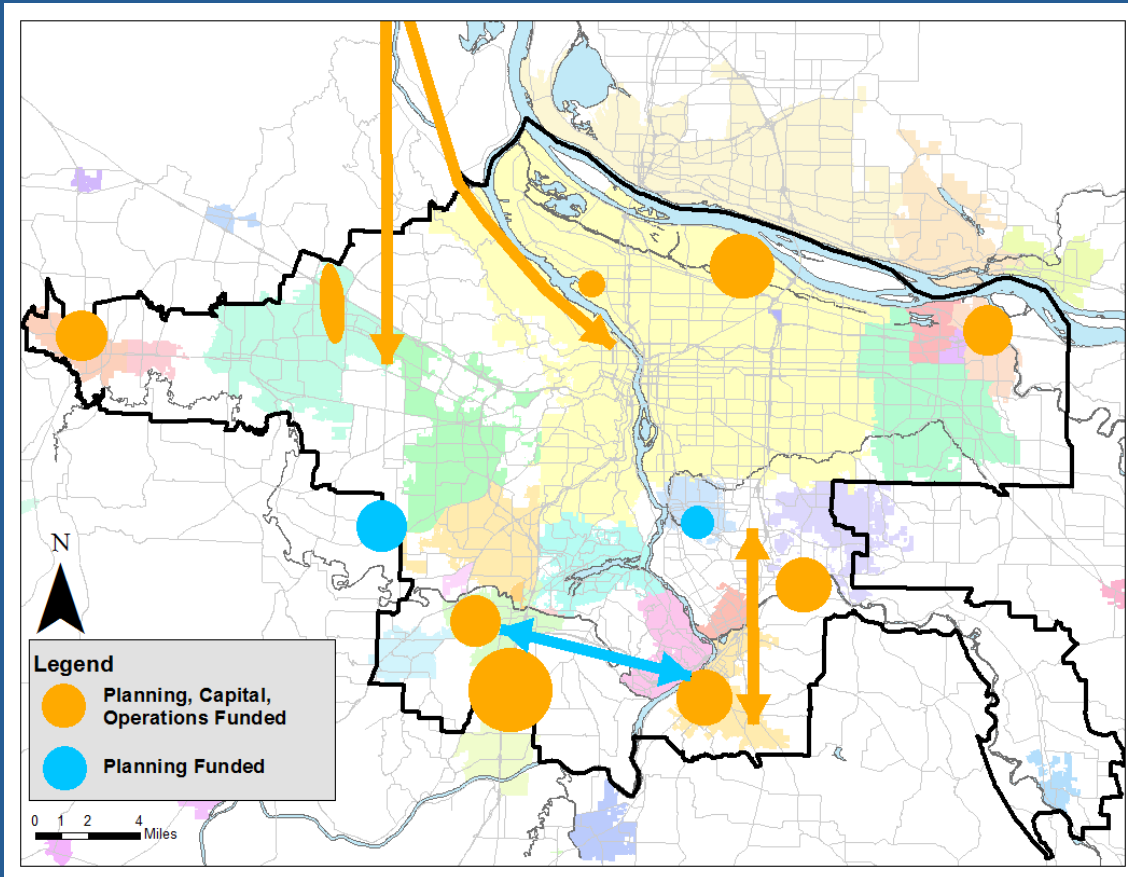 N
Legend
Planning, Capital,
Operations Funded
Planning Funded
0 1 2 4
Miles